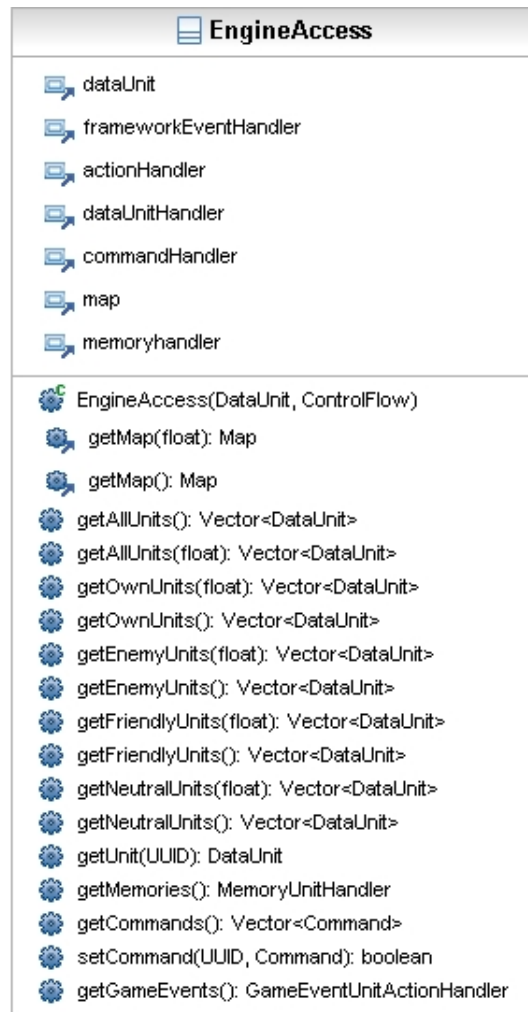 EngineAccess
dataUnit
frameworkEventHandler
actionHandler
dataUnitHandler
commandHandler
map
memoryhandler
EngineAccess(DataUnit, ControlFlow)
getMap(float): Map
getMap(): Map
getAllUnits(): Vector<DataUnit>
getAllUnits(float): Vector<DataUnit>
getOwnUnits(float): Vector<DataUnit>
getOwnUnits(): Vector<DataUnit>
getEnemyUnits(float): Vector<DataUnit>
getEnemyUnits(): Vector<DataUnit>
getFriendlyUnits(float): Vector<DataUnit>
getFriendlyUnits(): Vector<DataUnit>
getNeutralUnits(float): Vector<DataUnit>
getNeutralUnits(): Vector<DataUnit>
getUnit(UUID): DataUnit
getMemories(): MemoryUnitHandler
getCommands(): Vector<Command>
setCommand(UUID, Command): boolean
getGameEvents(): GameEventUnitActionHandler